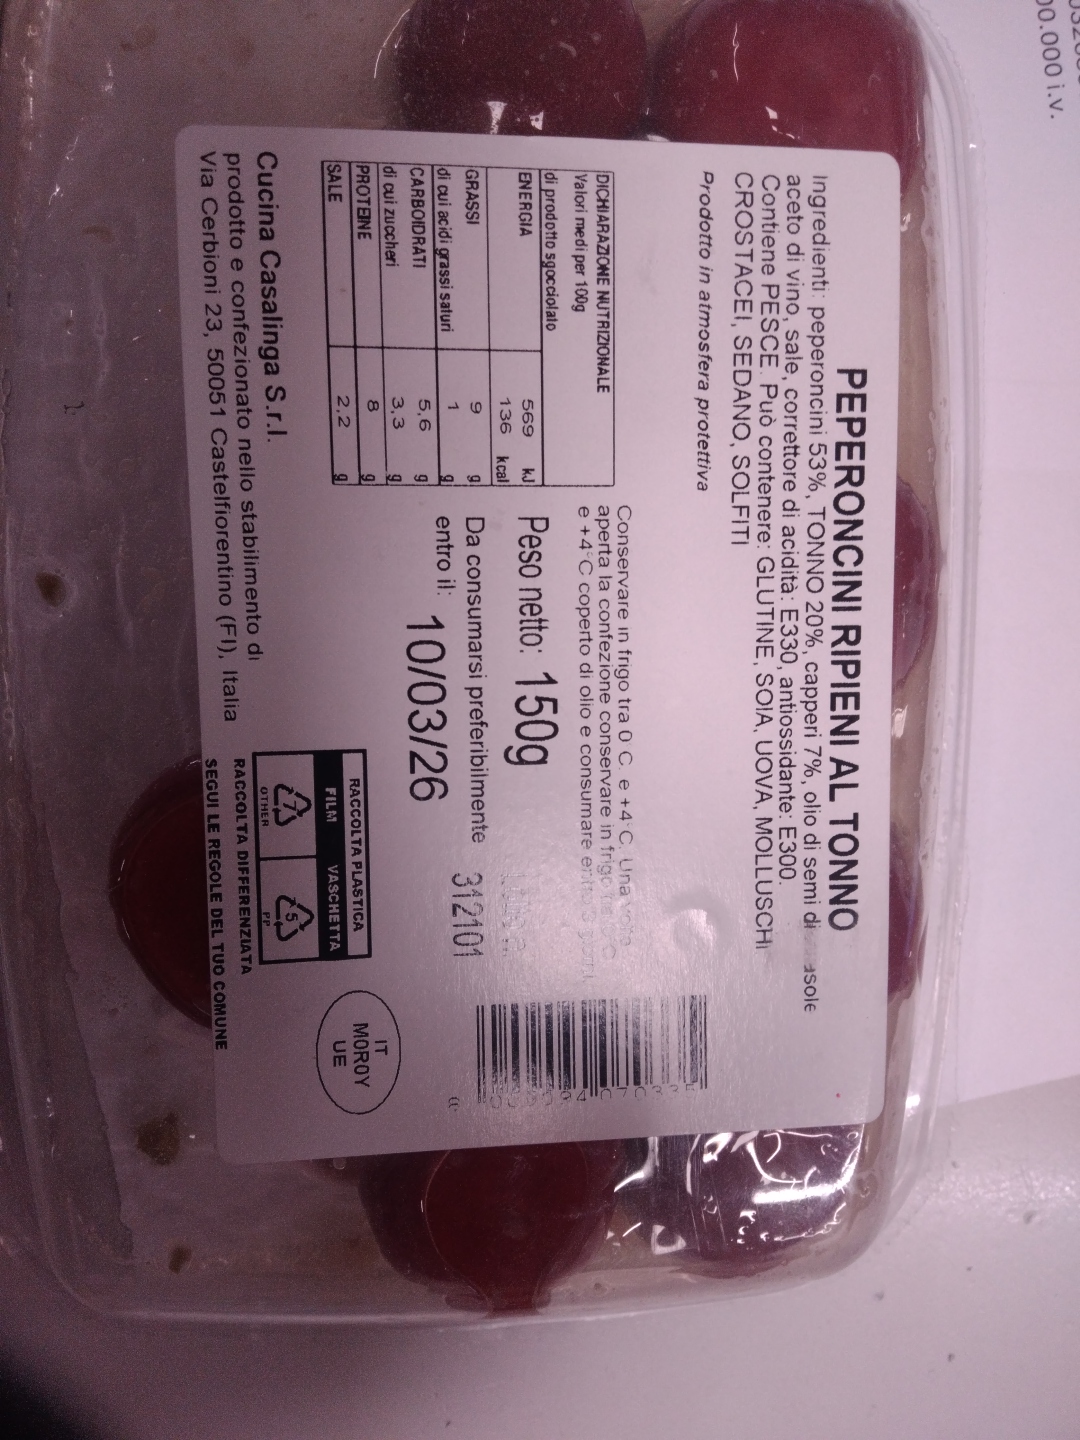 PEPERONCINI RIPIENI AL TONNO
Ingredienti: peperoncini 53%, TONNO 20%, capperi 7%, olio di semi di
aceto di vino, sale, correttore di acidità: E330, antiossidante: E300.
Contiene PESCE. Può contenere: GLUTINE, SOIA, UOVA, MOLLUSCHI
CROSTACEI, SEDANO, SOLFITI
Prodotto in atmosfera protettiva
DICHIARAZIONE NUTRIZIONALE
Valori medi per 100g
di prodotto sgocciolato
ENERGIA 569 kJ
136 kcal
GRASSI 9 g
di cui acidi grassi saturi 1 g
CARBOIDRATI 5,6 g
di cui zuccheri 3,3 g
PROTEINE 8 g
SALE 2,2 g
Conservare in frigo tra 0°C. e +4°C. Una volta
aperta la confezione conservare in frigo
e +4°C coperto di olio e consumare entro 3
Peso netto: 150g
Da consumarsi preferibilmente
entro il: 10/03/26
312101
Cucina Casalinga S.r.l.
prodotto e confezionato nello stabilimento di
Via Cerbioni 23, 50051 Castelfiorentino (FI), Italia
RACCOLTA PLASTICA
FILM VASCHETTA
7 5
OTHER PP
RACCOLTA DIFFERENZIATA
SEGUI LE REGOLE DEL TUO COMUNE
IT
M0R0Y
UE
00.000 i.v.